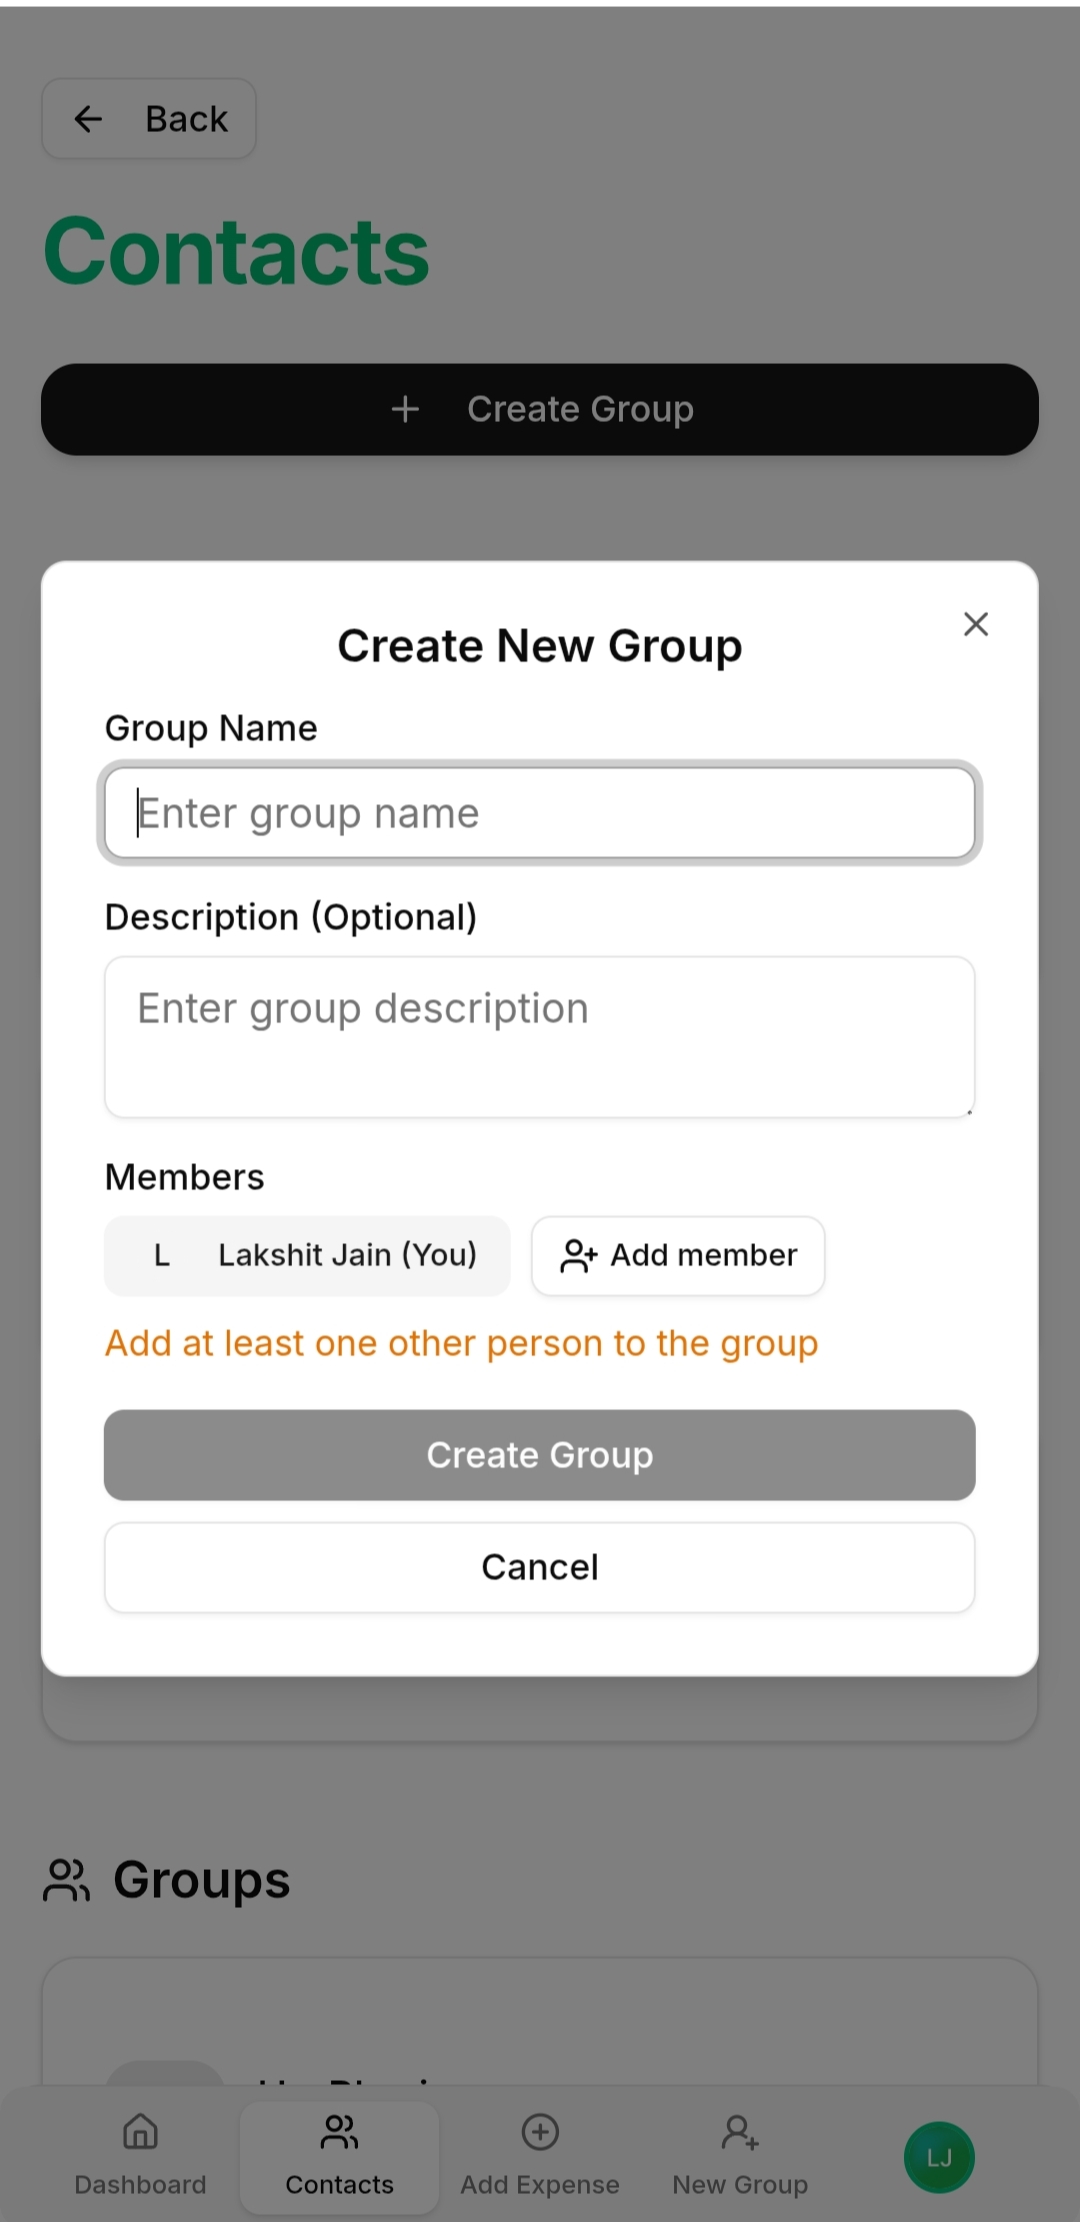 Back
Contacts
Create Group
Create New Group
Group Name
Enter group name
Description (Optional)
Enter group description
Members
L Lakshit Jain (You)
Add member
Add at least one other person to the group
Create Group
Cancel
Groups
Dashboard
Contacts
Add Expense
New Group
LJ